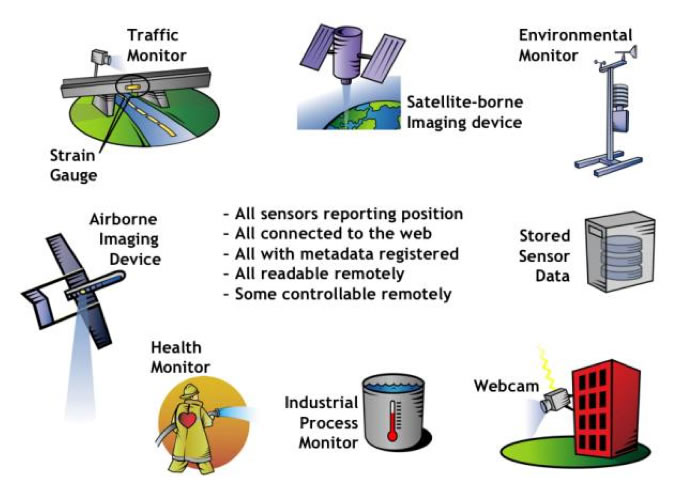 Traffic
Monitor
Strain
Gauge
Satellite-borne
Imaging device
Environmental
Monitor
Airborne
Imaging
Device
– All sensors reporting position
– All connected to the web
– All with metadata registered
– All readable remotely
– Some controllable remotely
Stored
Sensor
Data
Health
Monitor
Industrial
Process
Monitor
Webcam